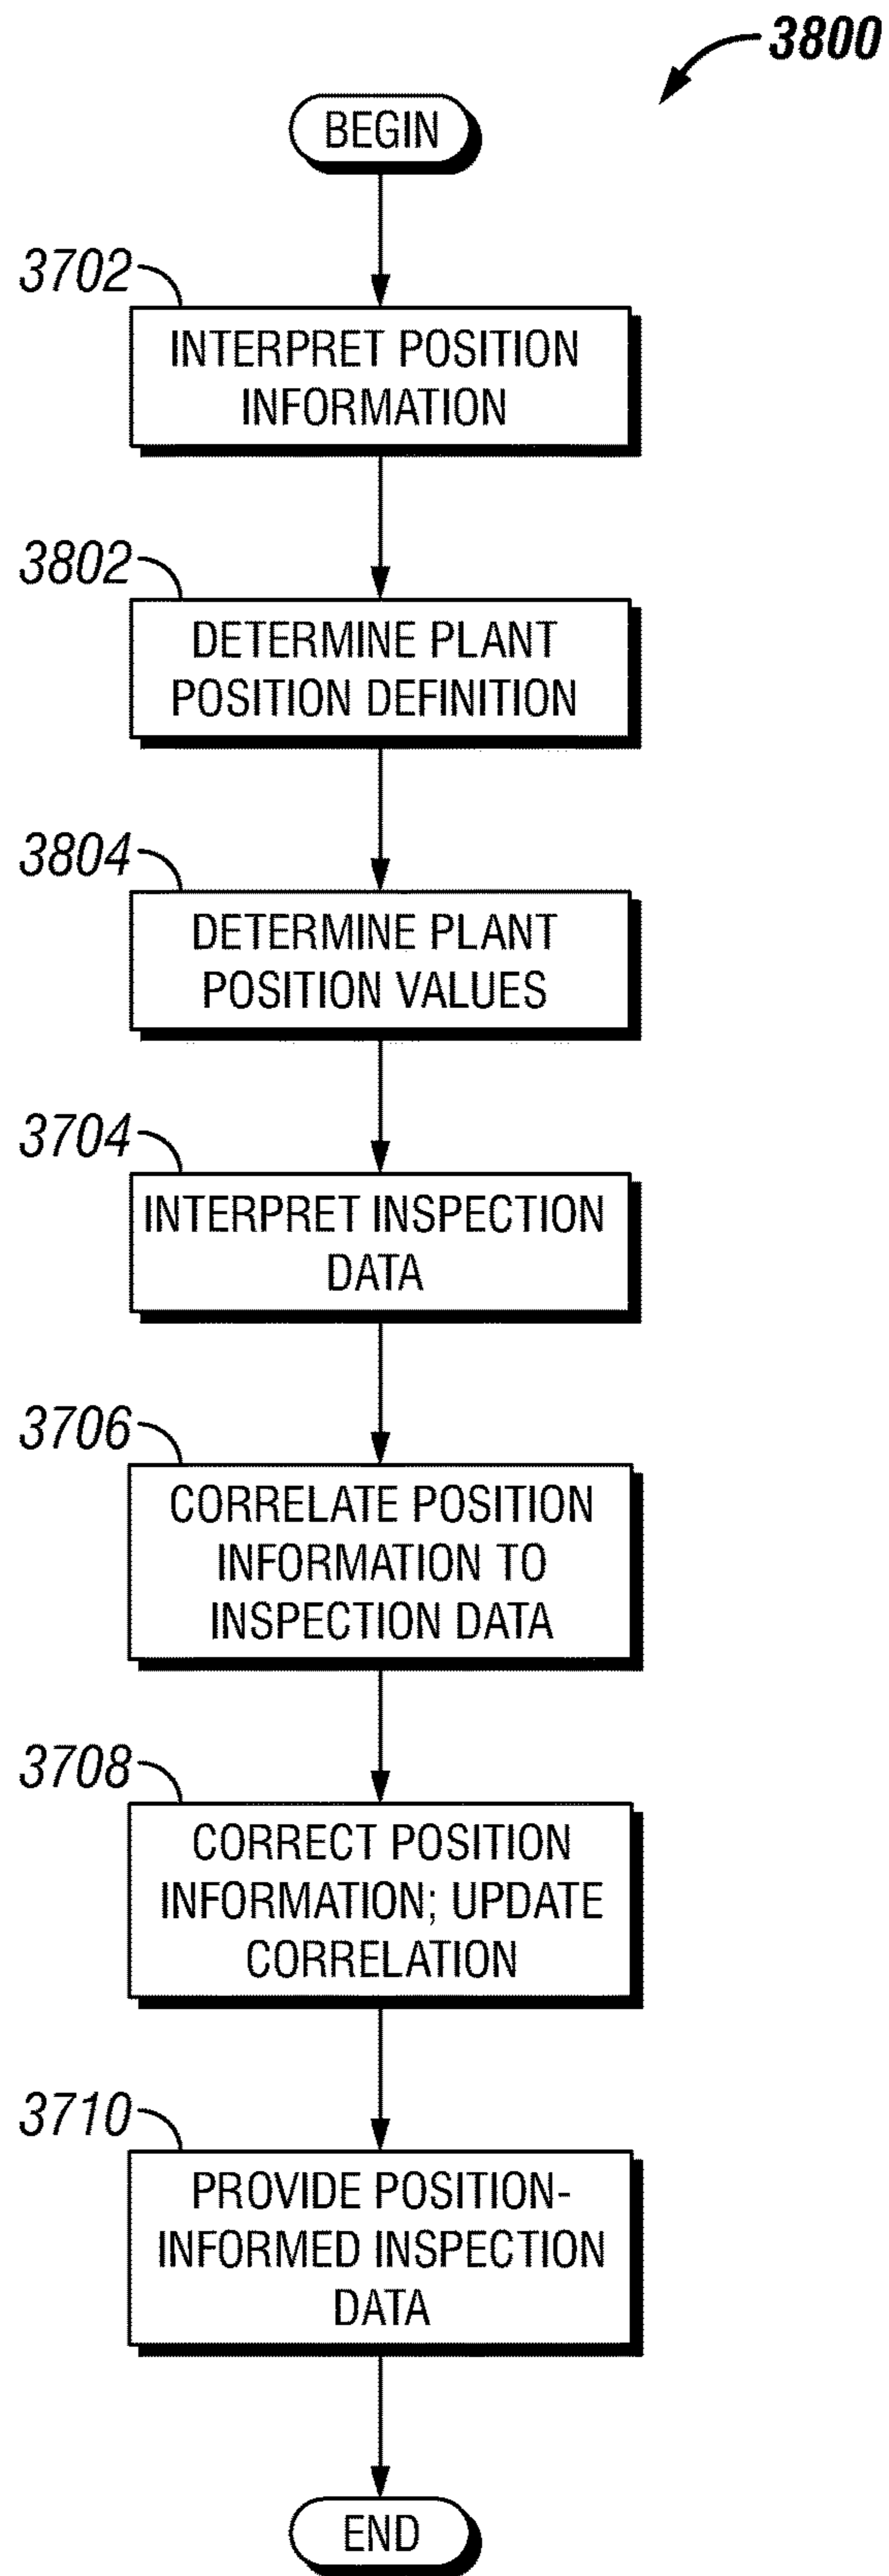 3800
BEGIN
3702
INTERPRET POSITION
INFORMATION
3802
DETERMINE PLANT
POSITION DEFINITION
3804
DETERMINE PLANT
POSITION VALUES
3704
INTERPRET INSPECTION
DATA
3706
CORRELATE POSITION
INFORMATION TO
INSPECTION DATA
3708
CORRECT POSITION
INFORMATION; UPDATE
CORRELATION
3710
PROVIDE POSITION-
INFORMED INSPECTION
DATA
END